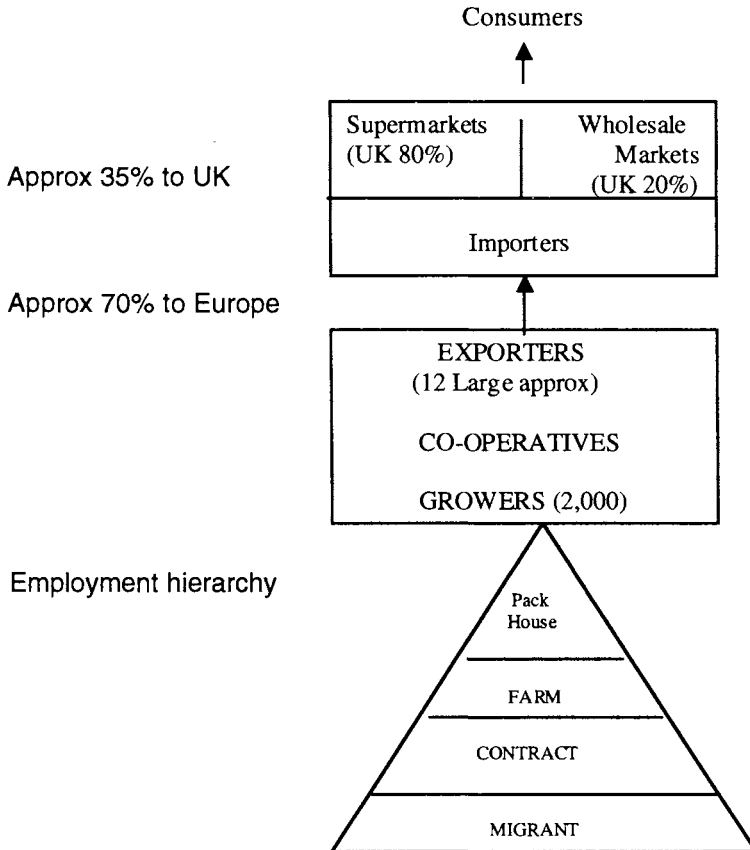 Consumers
Supermarkets
(UK 80%)
Wholesale
Markets
(UK 20%)
Approx 35% to UK
Importers
Approx 70% to Europe
EXPORTERS
(12 Large approx)
CO-OPERATIVES
GROWERS (2,000)
Employment hierarchy
Pack
House
FARM
CONTRACT
MIGRANT